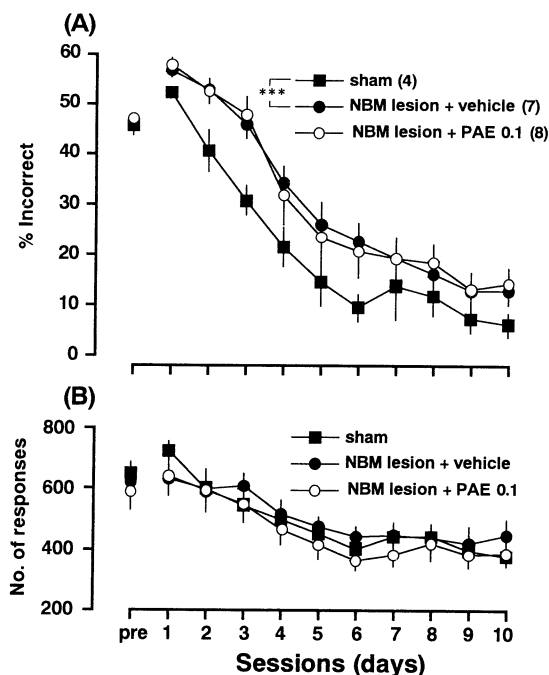 (A)
60
50
40
30
20
10
0
% Incorrect
sham (4)
*** NBM lesion + vehicle (7)
NBM lesion + PAE 0.1 (8)
(B)
800
600
400
200
No. of responses
sham
NBM lesion + vehicle
NBM lesion + PAE 0.1
pre 1 2 3 4 5 6 7 8 9 10
Sessions (days)